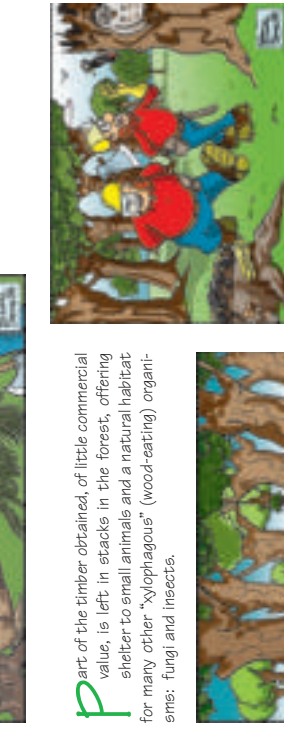 Part of the timber obtained, of little commercial
value, is left in stacks in the forest, offering
shelter to small animals and a natural habitat
for many other "xylophagous" (wood-eating) organi-
sms: fungi and insects.